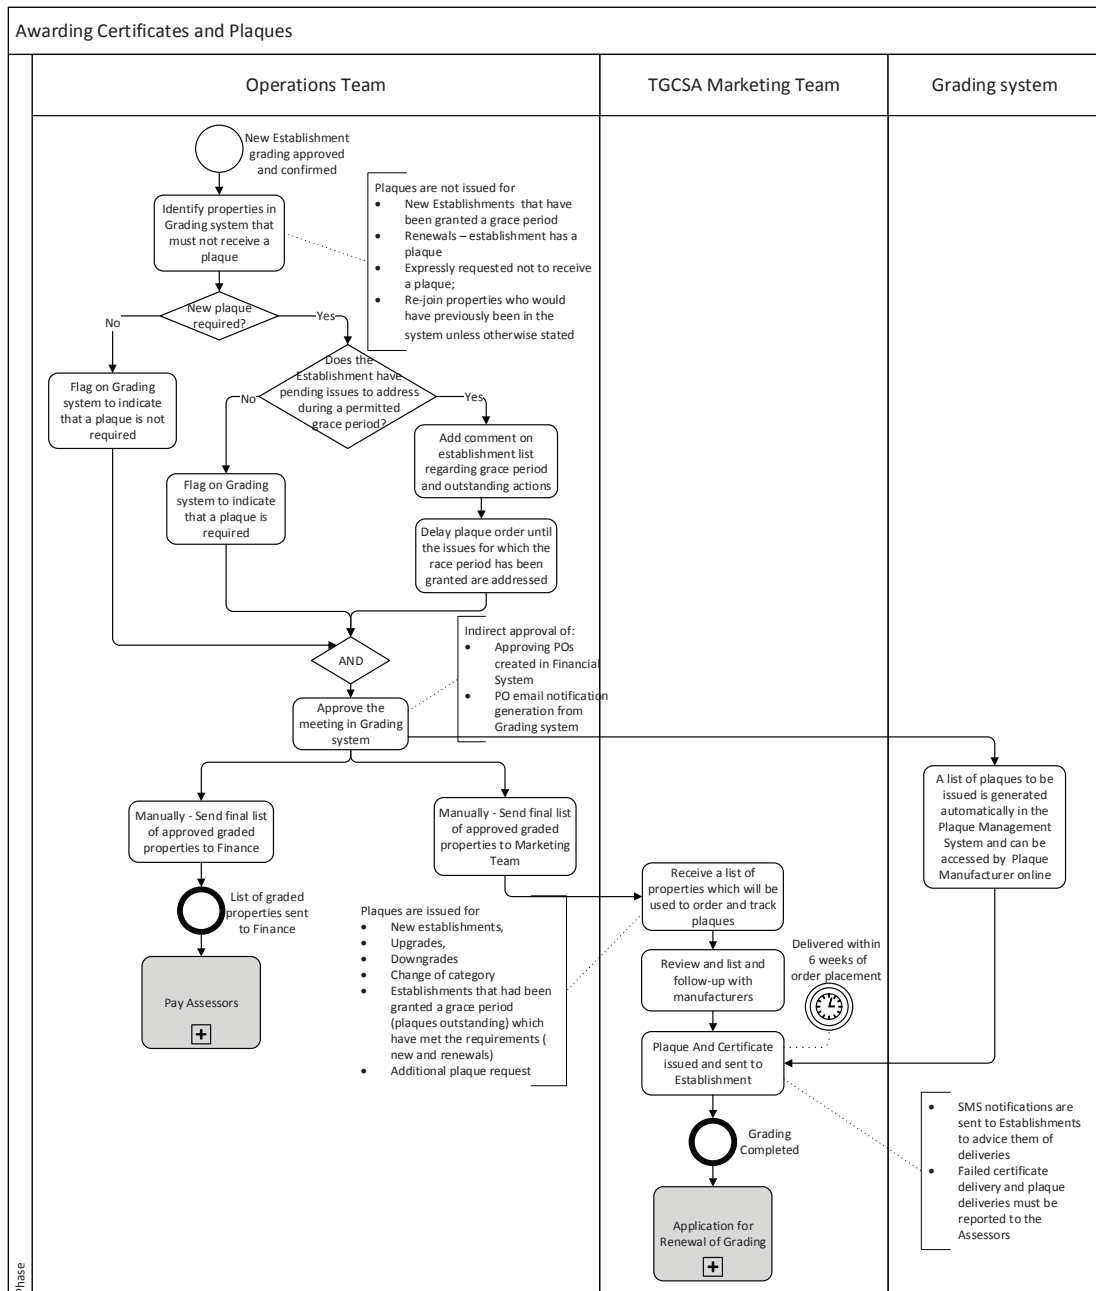 Awarding Certificates and Plaques
Operations Team
TGCSA Marketing Team
Grading system
New Establishment
grading approved
and confirmed
Identify properties in
Grading system that
must not receive a
plaque
Plaques are not issued for
• New Establishments that have
been granted a grace period
• Renewals – establishment has a
plaque
• Expressly requested not to receive
a plaque;
• Re-join properties who would
have previously been in the
system unless otherwise stated
New plaque
required?
No
Yes
Does the
Establishment have
pending issues to address
during a permitted
grace period?
No
Yes
Flag on Grading
system to indicate
that a plaque is not
required
Flag on Grading
system to indicate
that a plaque is
required
Add comment on
establishment list
regarding grace period
and outstanding actions
Delay plaque order until
the issues for which the
race period has been
granted are addressed
AND
Indirect approval of:
• Approving POs
created in Financial
System
• PO email notification
generation from
Grading system
Approve the
meeting in Grading
system
Manually - Send final list
of approved graded
properties to Finance
Manually - Send final list
of approved graded
properties to Marketing
Team
A list of plaques to be
issued is generated
automatically in the
Plaque Management
System and can be
accessed by Plaque
Manufacturer online
List of graded
properties sent
to Finance
Pay Assessors
Plaques are issued for
• New establishments,
• Upgrades,
• Downgrades
• Change of category
• Establishments that had been
granted a grace period
(plaques outstanding) which
have met the requirements (
new and renewals)
• Additional plaque request
Receive a list of
properties which will be
used to order and track
plaques
Review and list and
follow-up with
manufacturers
Delivered within
6 weeks of
order placement
Plaque And Certificate
issued and sent to
Establishment
Grading
Completed
Application for
Renewal of Grading
• SMS notifications are
sent to Establishments
to advice them of
deliveries
• Failed certificate
delivery and plaque
deliveries must be
reported to the
Assessors
Phase